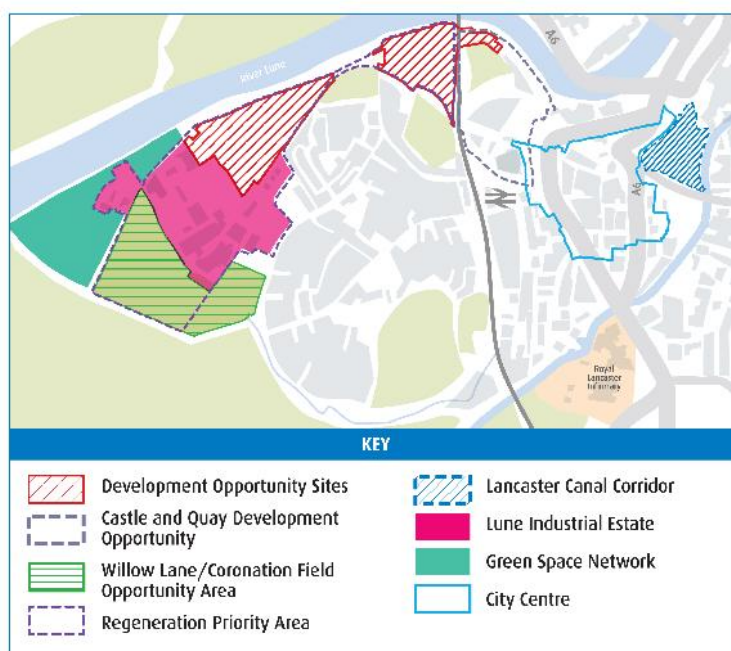 A6
River Lune
A6
Royal
Lancaster
Infirmary
KEY
Development Opportunity Sites
Castle and Quay Development
Opportunity
Willow Lane/Coronation Field
Opportunity Area
Regeneration Priority Area
Lancaster Canal Corridor
Lune Industrial Estate
Green Space Network
City Centre